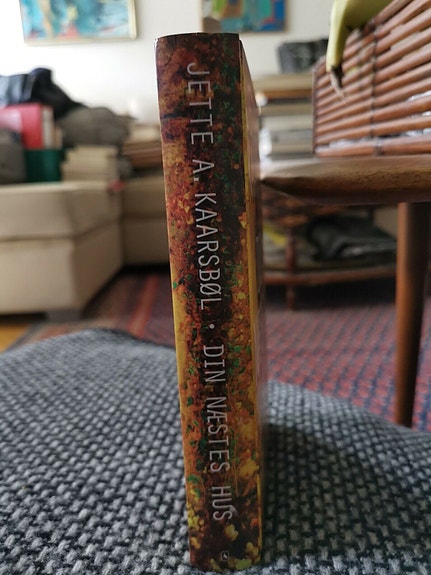 JETTE A. KAARSBØL • DIN NÆSTES HUS